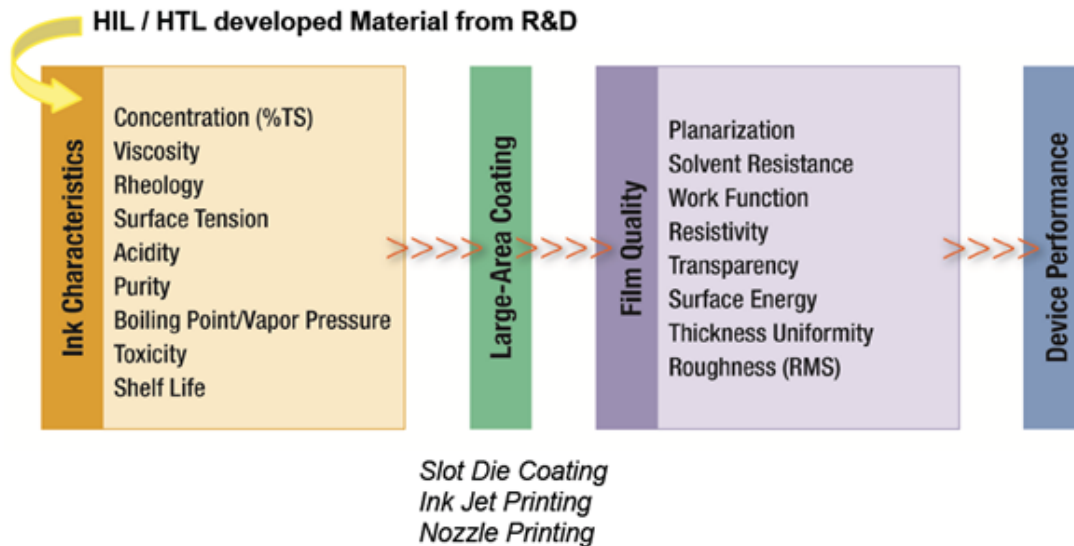 HIL / HTL developed Material from R&D
Ink Characteristics
Concentration (%TS)
Viscosity
Rheology
Surface Tension
Acidity
Purity
Boiling Point/Vapor Pressure
Toxicity
Shelf Life
>>>>>
Large-Area Coating
>>>>>
Film Quality
Planarization
Solvent Resistance
Work Function
Resistivity
Transparency
Surface Energy
Thickness Uniformity
Roughness (RMS)
>>>>>
Device Performance
Slot Die Coating
Ink Jet Printing
Nozzle Printing